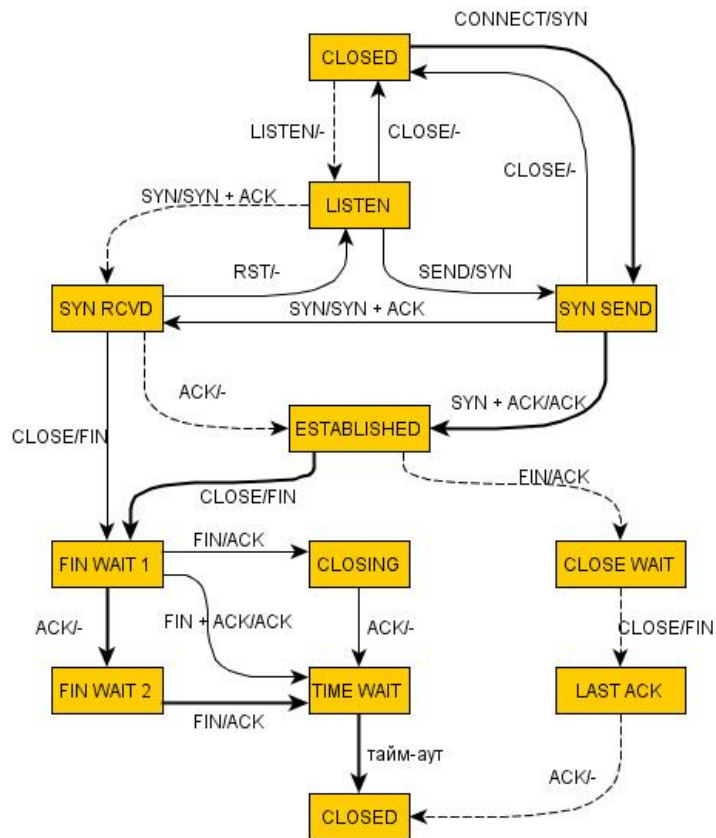 CONNECT/SYN
CLOSED
LISTEN/-
CLOSE/-
CLOSE/-
SYN/SYN + ACK
LISTEN
RST/-
SEND/SYN
SYN RCVD
SYN/SYN + ACK
SYN SEND
ACK/-
SYN + ACK/ACK
ESTABLISHED
CLOSE/FIN
CLOSE/FIN
FIN/ACK
FIN WAIT 1
FIN/ACK
CLOSING
CLOSE WAIT
ACK/-
FIN + ACK/ACK
ACK/-
CLOSE/FIN
FIN WAIT 2
FIN/ACK
TIME WAIT
LAST ACK
тайм-аут
ACK/-
CLOSED